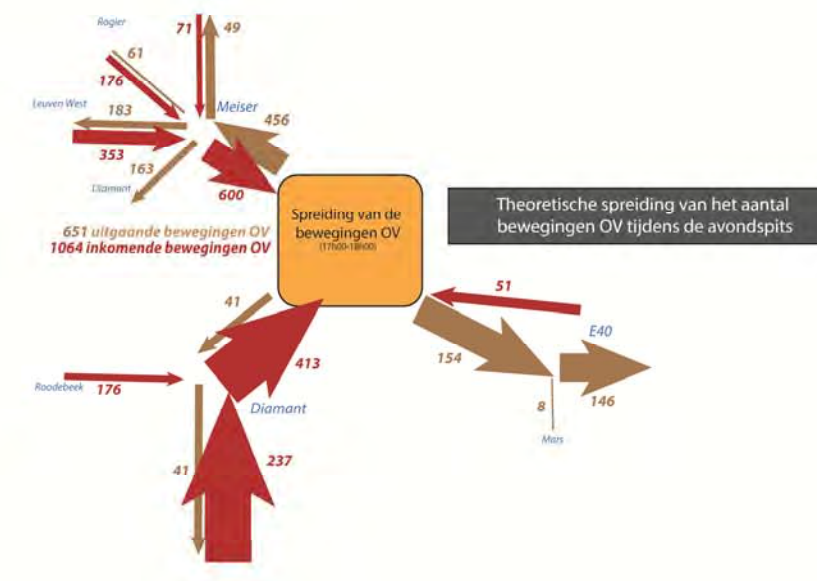 Rogier
71
49
61
176
Leuven West
183
Meiser
456
353
163
Diamant
600
651 uitgaande bewegingen OV
1064 inkomende bewegingen OV
Spreiding van de
bewegingen OV
(17h00-18h00)
Theoretische spreiding van het aantal
bewegingen OV tijdens de avondspits
41
51
E40
154
413
Roodebeek
176
146
8
Diamant
Mars
41
237